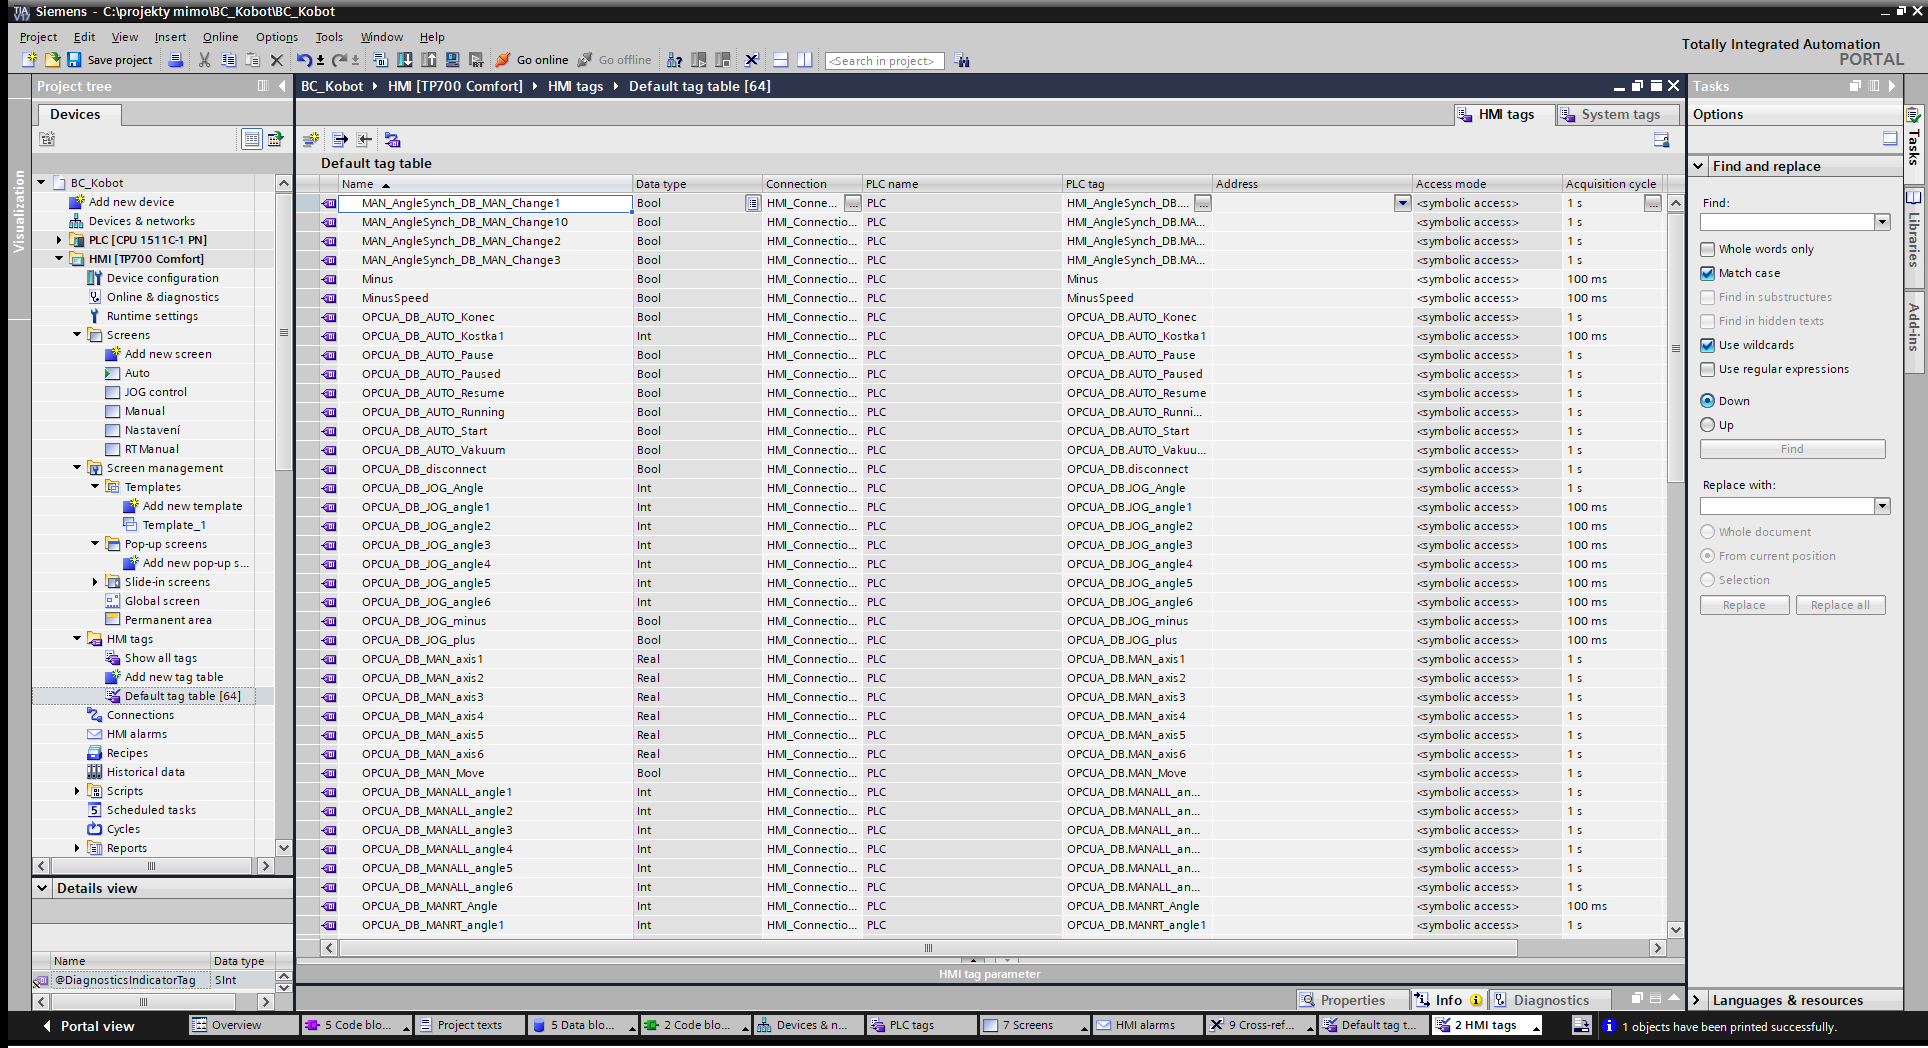 Siemens - C:\projekty mimo\BC_Kobot\BC_Kobot
Project Edit View Insert Online Options Tools Window Help
Totally Integrated Automation
PORTAL
Save project Go online Go offline <Search in project>
Project tree
BC_Kobot HMI [TP700 Comfort] HMI tags Default tag table [64]
Tasks
Devices
HMI tags System tags
Options
Default tag table
Visualization
BC_Kobot
Add new device
Devices & networks
PLC [CPU 1511C-1 PN]
HMI [TP700 Comfort]
Device configuration
Online & diagnostics
Runtime settings
Screens
Add new screen
Auto
JOG control
Manual
Nastavení
RT Manual
Screen management
Templates
Add new template
Template_1
Pop-up screens
Add new pop-up s...
Slide-in screens
Global screen
Permanent area
HMI tags
Show all tags
Add new tag table
Default tag table [64]
Connections
HMI alarms
Recipes
Historical data
Scripts
Scheduled tasks
Cycles
Reports
Details view
Name Data type
@DiagnosticsIndicatorTag SInt
Name Data type Connection PLC name PLC tag Address Access mode Acquisition cycle
MAN_AngleSynch_DB_MAN_Change1 Bool HMI_Conne... PLC HMI_AngleSynch_DB.... <symbolic access> 1 s
MAN_AngleSynch_DB_MAN_Change10 Bool HMI_Connectio... PLC HMI_AngleSynch_DB.MA... <symbolic access> 1 s
MAN_AngleSynch_DB_MAN_Change2 Bool HMI_Connectio... PLC HMI_AngleSynch_DB.MA... <symbolic access> 1 s
MAN_AngleSynch_DB_MAN_Change3 Bool HMI_Connectio... PLC HMI_AngleSynch_DB.MA... <symbolic access> 1 s
Minus Bool HMI_Connectio... PLC Minus <symbolic access> 100 ms
MinusSpeed Bool HMI_Connectio... PLC MinusSpeed <symbolic access> 100 ms
OPCUA_DB_AUTO_Konec Bool HMI_Connectio... PLC OPCUA_DB.AUTO_Konec <symbolic access> 1 s
OPCUA_DB_AUTO_Kostka1 Int HMI_Connectio... PLC OPCUA_DB.AUTO_Kostka1 <symbolic access> 100 ms
OPCUA_DB_AUTO_Pause Bool HMI_Connectio... PLC OPCUA_DB.AUTO_Pause <symbolic access> 1 s
OPCUA_DB_AUTO_Paused Bool HMI_Connectio... PLC OPCUA_DB.AUTO_Paused <symbolic access> 1 s
OPCUA_DB_AUTO_Resume Bool HMI_Connectio... PLC OPCUA_DB.AUTO_Resume <symbolic access> 1 s
OPCUA_DB_AUTO_Running Bool HMI_Connectio... PLC OPCUA_DB.AUTO_Runni... <symbolic access> 1 s
OPCUA_DB_AUTO_Start Bool HMI_Connectio... PLC OPCUA_DB.AUTO_Start <symbolic access> 1 s
OPCUA_DB_AUTO_Vakuum Bool HMI_Connectio... PLC OPCUA_DB.AUTO_Vakuu... <symbolic access> 1 s
OPCUA_DB_disconnect Bool HMI_Connectio... PLC OPCUA_DB.disconnect <symbolic access> 1 s
OPCUA_DB_JOG_Angle Int HMI_Connectio... PLC OPCUA_DB.JOG_Angle <symbolic access> 1 s
OPCUA_DB_JOG_angle1 Int HMI_Connectio... PLC OPCUA_DB.JOG_angle1 <symbolic access> 100 ms
OPCUA_DB_JOG_angle2 Int HMI_Connectio... PLC OPCUA_DB.JOG_angle2 <symbolic access> 100 ms
OPCUA_DB_JOG_angle3 Int HMI_Connectio... PLC OPCUA_DB.JOG_angle3 <symbolic access> 100 ms
OPCUA_DB_JOG_angle4 Int HMI_Connectio... PLC OPCUA_DB.JOG_angle4 <symbolic access> 100 ms
OPCUA_DB_JOG_angle5 Int HMI_Connectio... PLC OPCUA_DB.JOG_angle5 <symbolic access> 100 ms
OPCUA_DB_JOG_angle6 Int HMI_Connectio... PLC OPCUA_DB.JOG_angle6 <symbolic access> 100 ms
OPCUA_DB_JOG_minus Bool HMI_Connectio... PLC OPCUA_DB.JOG_minus <symbolic access> 100 ms
OPCUA_DB_JOG_plus Bool HMI_Connectio... PLC OPCUA_DB.JOG_plus <symbolic access> 100 ms
OPCUA_DB_MAN_axis1 Real HMI_Connectio... PLC OPCUA_DB.MAN_axis1 <symbolic access> 1 s
OPCUA_DB_MAN_axis2 Real HMI_Connectio... PLC OPCUA_DB.MAN_axis2 <symbolic access> 1 s
OPCUA_DB_MAN_axis3 Real HMI_Connectio... PLC OPCUA_DB.MAN_axis3 <symbolic access> 1 s
OPCUA_DB_MAN_axis4 Real HMI_Connectio... PLC OPCUA_DB.MAN_axis4 <symbolic access> 1 s
OPCUA_DB_MAN_axis5 Real HMI_Connectio... PLC OPCUA_DB.MAN_axis5 <symbolic access> 1 s
OPCUA_DB_MAN_axis6 Real HMI_Connectio... PLC OPCUA_DB.MAN_axis6 <symbolic access> 1 s
OPCUA_DB_MAN_Move Bool HMI_Connectio... PLC OPCUA_DB.MAN_Move <symbolic access> 1 s
OPCUA_DB_MANALL_angle1 Int HMI_Connectio... PLC OPCUA_DB.MANALL_an... <symbolic access> 1 s
OPCUA_DB_MANALL_angle2 Int HMI_Connectio... PLC OPCUA_DB.MANALL_an... <symbolic access> 1 s
OPCUA_DB_MANALL_angle3 Int HMI_Connectio... PLC OPCUA_DB.MANALL_an... <symbolic access> 1 s
OPCUA_DB_MANALL_angle4 Int HMI_Connectio... PLC OPCUA_DB.MANALL_an... <symbolic access> 1 s
OPCUA_DB_MANALL_angle5 Int HMI_Connectio... PLC OPCUA_DB.MANALL_an... <symbolic access> 1 s
OPCUA_DB_MANALL_angle6 Int HMI_Connectio... PLC OPCUA_DB.MANALL_an... <symbolic access> 1 s
OPCUA_DB_MANRT_Angle Int HMI_Connectio... PLC OPCUA_DB.MANRT_Angle <symbolic access> 100 ms
OPCUA_DB_MANRT_angle1 Int HMI_Connectio... PLC OPCUA_DB.MANRT_angle1 <symbolic access> 1 s
HMI tag parameter
Properties Info Diagnostics
Find and replace
Find:
Whole words only
Match case
Find in substructures
Find in hidden texts
Use wildcards
Use regular expressions
Down
Up
Find
Replace with:
Whole document
From current position
Selection
Replace Replace all
Languages & resources
Tasks
Libraries
Add-ins
Portal view Overview 5 Code blo... Project texts 5 Data blo... 2 Code blo... Devices & n... PLC tags 7 Screens HMI alarms 9 Cross-ref... Default tag t... 2 HMI tags 1 objects have been printed successfully.